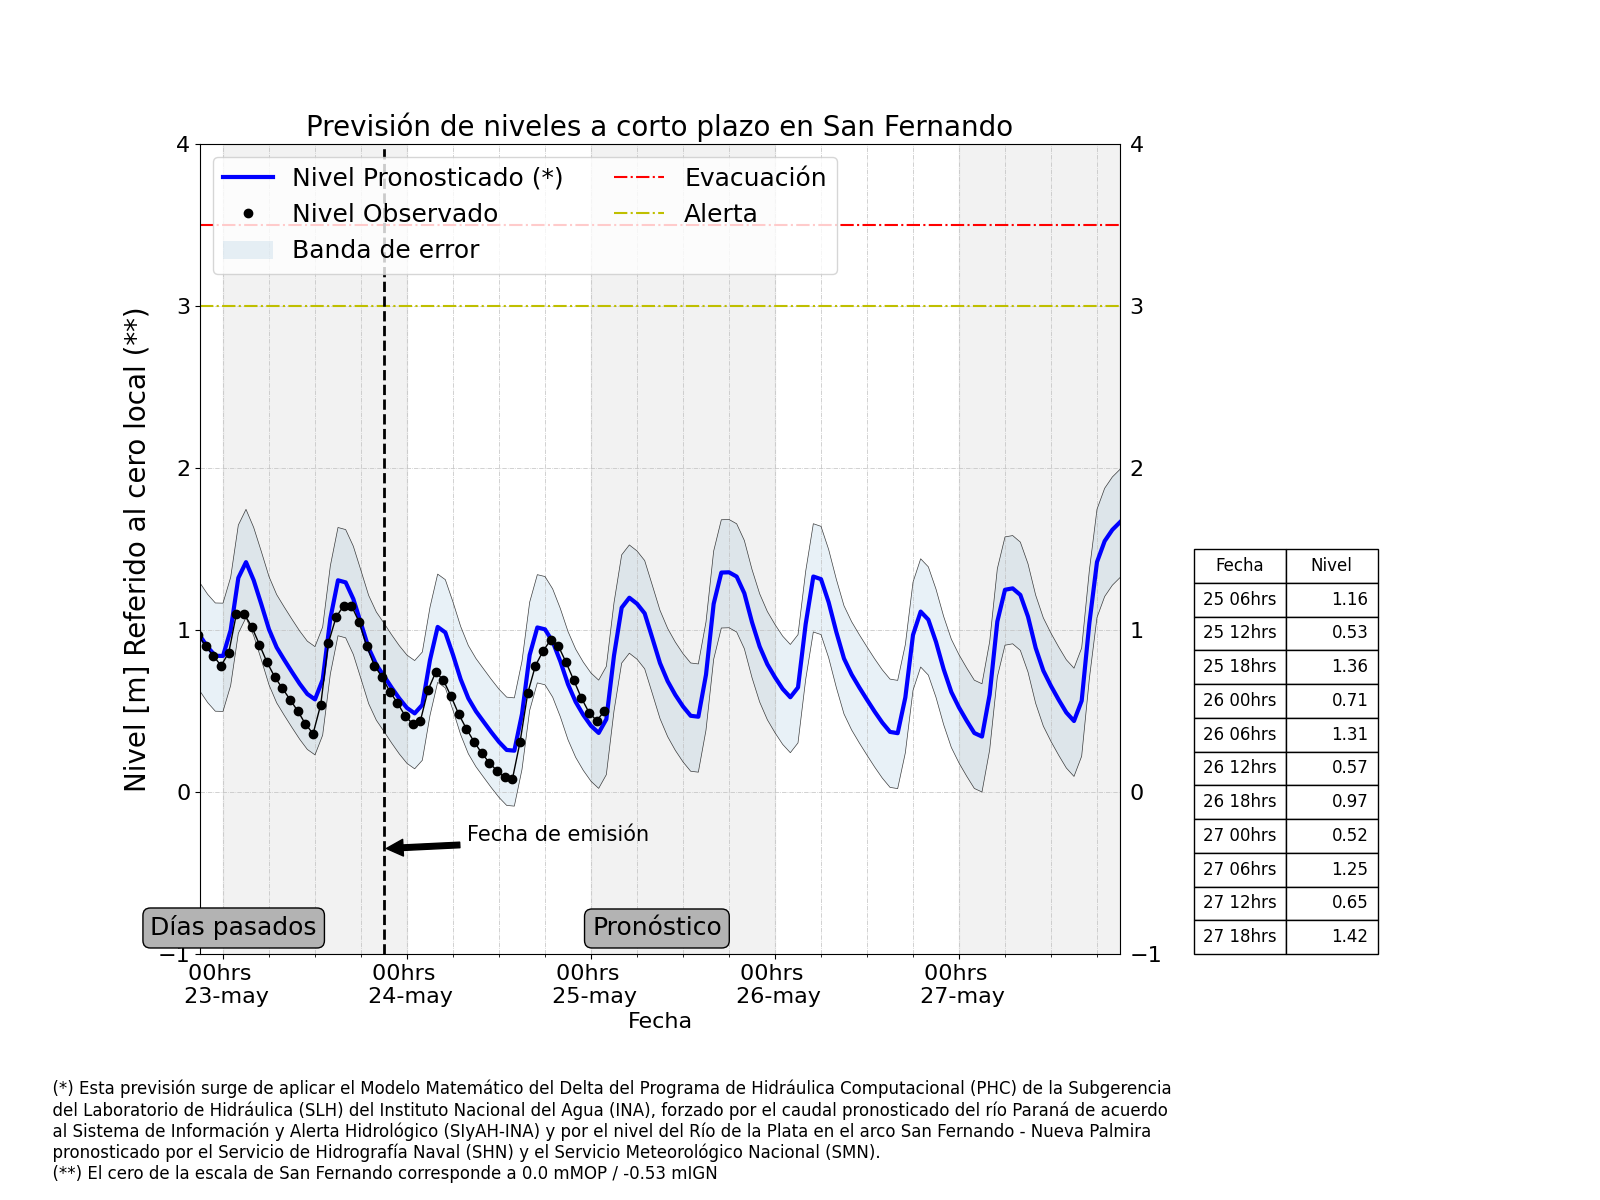 Previsión de niveles a corto plazo en San Fernando
Nivel Pronosticado (*)
Nivel Observado
Banda de error
Evacuación
Alerta
Nivel [m] Referido al cero local (**)
4
3
2
1
0
−1
4
3
2
1
0
−1
Fecha de emisión
Días pasados
Pronóstico
00hrs
23-may
00hrs
24-may
00hrs
25-may
00hrs
26-may
00hrs
27-may
Fecha
Fecha Nivel
25 06hrs 1.16
25 12hrs 0.53
25 18hrs 1.36
26 00hrs 0.71
26 06hrs 1.31
26 12hrs 0.57
26 18hrs 0.97
27 00hrs 0.52
27 06hrs 1.25
27 12hrs 0.65
27 18hrs 1.42
(*) Esta previsión surge de aplicar el Modelo Matemático del Delta del Programa de Hidráulica Computacional (PHC) de la Subgerencia
del Laboratorio de Hidráulica (SLH) del Instituto Nacional del Agua (INA), forzado por el caudal pronosticado del río Paraná de acuerdo
al Sistema de Información y Alerta Hidrológico (SIyAH-INA) y por el nivel del Río de la Plata en el arco San Fernando - Nueva Palmira
pronosticado por el Servicio de Hidrografía Naval (SHN) y el Servicio Meteorológico Nacional (SMN).
(**) El cero de la escala de San Fernando corresponde a 0.0 mMOP / -0.53 mIGN